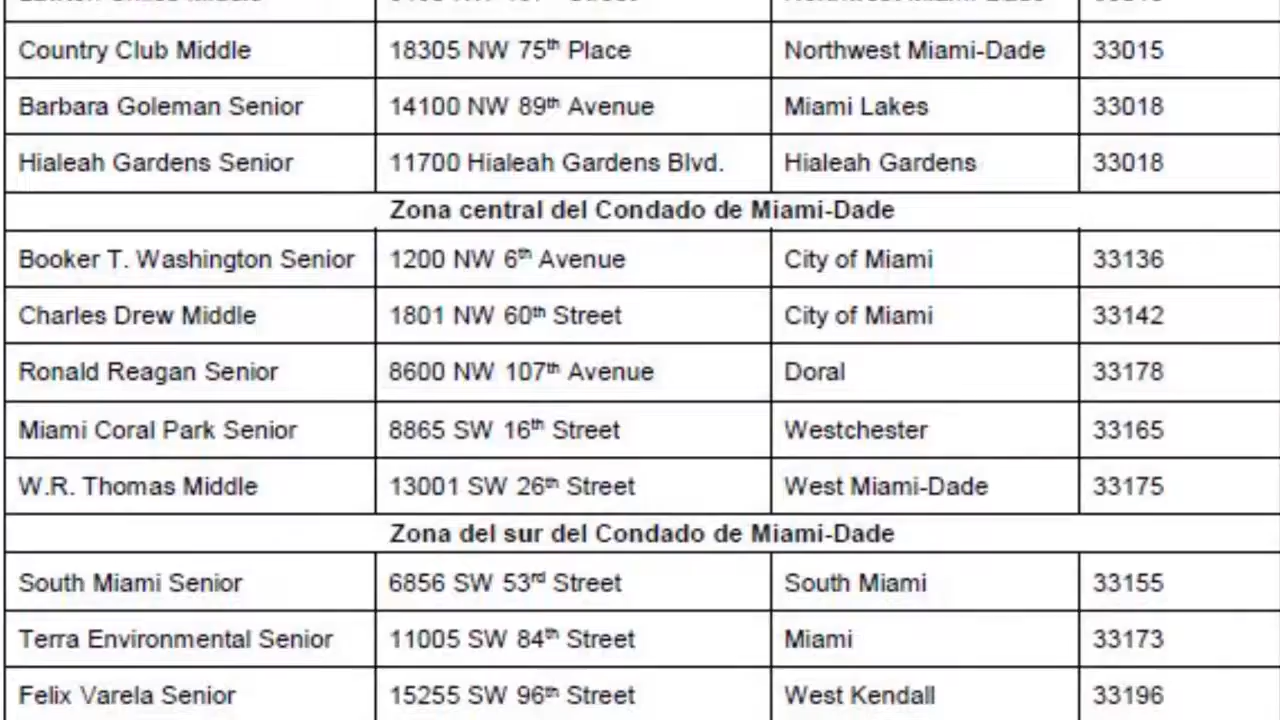 Country Club Middle 18305 NW 75th Place Northwest Miami-Dade 33015
Barbara Goleman Senior 14100 NW 89th Avenue Miami Lakes 33018
Hialeah Gardens Senior 11700 Hialeah Gardens Blvd. Hialeah Gardens 33018
Zona central del Condado de Miami-Dade
Booker T. Washington Senior 1200 NW 6th Avenue City of Miami 33136
Charles Drew Middle 1801 NW 60th Street City of Miami 33142
Ronald Reagan Senior 8600 NW 107th Avenue Doral 33178
Miami Coral Park Senior 8865 SW 16th Street Westchester 33165
W.R. Thomas Middle 13001 SW 26th Street West Miami-Dade 33175
Zona del sur del Condado de Miami-Dade
South Miami Senior 6856 SW 53rd Street South Miami 33155
Terra Environmental Senior 11005 SW 84th Street Miami 33173
Felix Varela Senior 15255 SW 96th Street West Kendall 33196